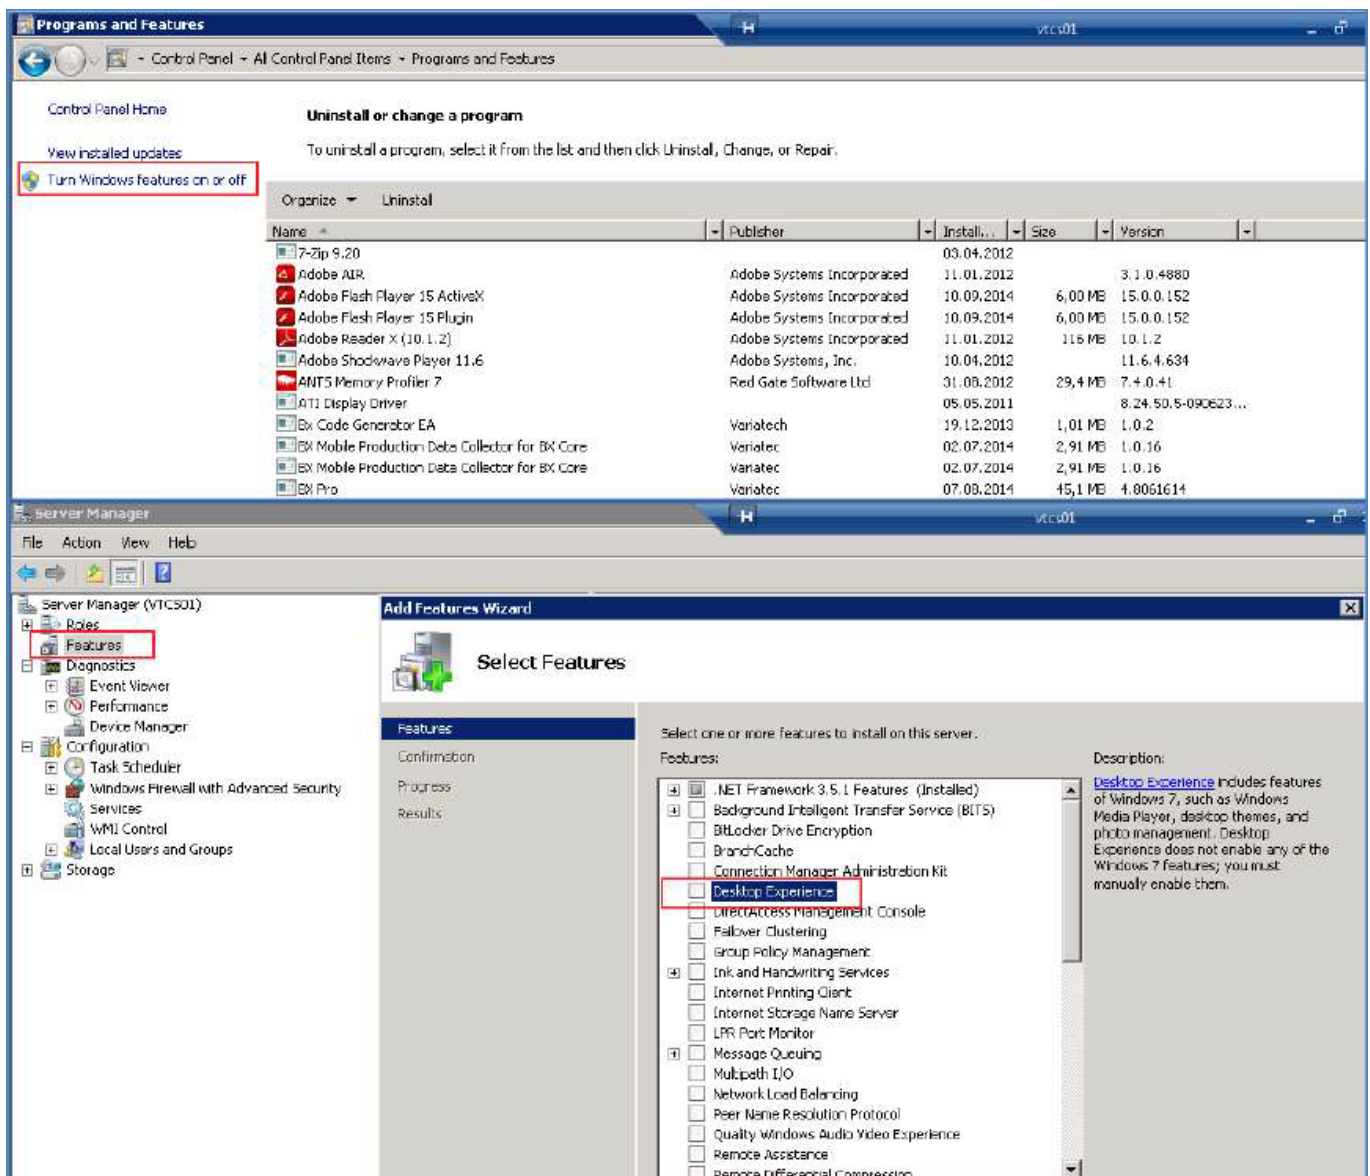 Programs and Features
vtcs01
Control Panel All Control Panel Items Programs and Features
Control Panel Home
Uninstall or change a program
View installed updates
To uninstall a program, select it from the list and then click Uninstall, Change, or Repair.
Turn Windows features on or off
Organize Uninstall
Name Publisher Install... Size Version
7-Zip 9.20 03.04.2012
Adobe AIR Adobe Systems Incorporated 11.01.2012 3.1.0.4880
Adobe Flash Player 15 ActiveX Adobe Systems Incorporated 10.09.2014 6,00 MB 15.0.0.152
Adobe Flash Player 15 Plugin Adobe Systems Incorporated 10.09.2014 6,00 MB 15.0.0.152
Adobe Reader X (10.1.2) Adobe Systems Incorporated 11.01.2012 116 MB 10.1.2
Adobe Shockwave Player 11.6 Adobe Systems, Inc. 10.04.2012 11.6.4.634
ANTS Memory Profiler 7 Red Gate Software Ltd 31.08.2012 29,4 MB 7.4.0.41
ATI Display Driver 05.05.2011 8.24.50.5-090623...
Bx Code Generator EA Variatech 19.12.2013 1,01 MB 1.0.2
BX Mobile Production Data Collector for BX Core Variatec 02.07.2014 2,91 MB 1.0.16
BX Mobile Production Data Collector for BX Core Variatec 02.07.2014 2,91 MB 1.0.16
BX Pro Variatec 07.08.2014 45,1 MB 4.8061614
Server Manager
vtcs01
File Action View Help
Server Manager (VTCS01)
Roles
Features
Diagnostics
Event Viewer
Performance
Device Manager
Configuration
Task Scheduler
Windows Firewall with Advanced Security
Services
WMI Control
Local Users and Groups
Storage
Add Features Wizard
Select Features
Features
Confirmation
Progress
Results
Select one or more features to install on this server.
Features:
.NET Framework 3.5.1 Features (Installed)
Background Intelligent Transfer Service (BITS)
BitLocker Drive Encryption
BranchCache
Connection Manager Administration Kit
Desktop Experience
DirectAccess Management Console
Failover Clustering
Group Policy Management
Ink and Handwriting Services
Internet Printing Client
Internet Storage Name Server
LPR Port Monitor
Message Queuing
Multipath I/O
Network Load Balancing
Peer Name Resolution Protocol
Quality Windows Audio Video Experience
Remote Assistance
Remote Differential Compression
Description:
Desktop Experience includes features
of Windows 7, such as Windows
Media Player, desktop themes, and
photo management. Desktop
Experience does not enable any of the
Windows 7 features; you must
manually enable them.